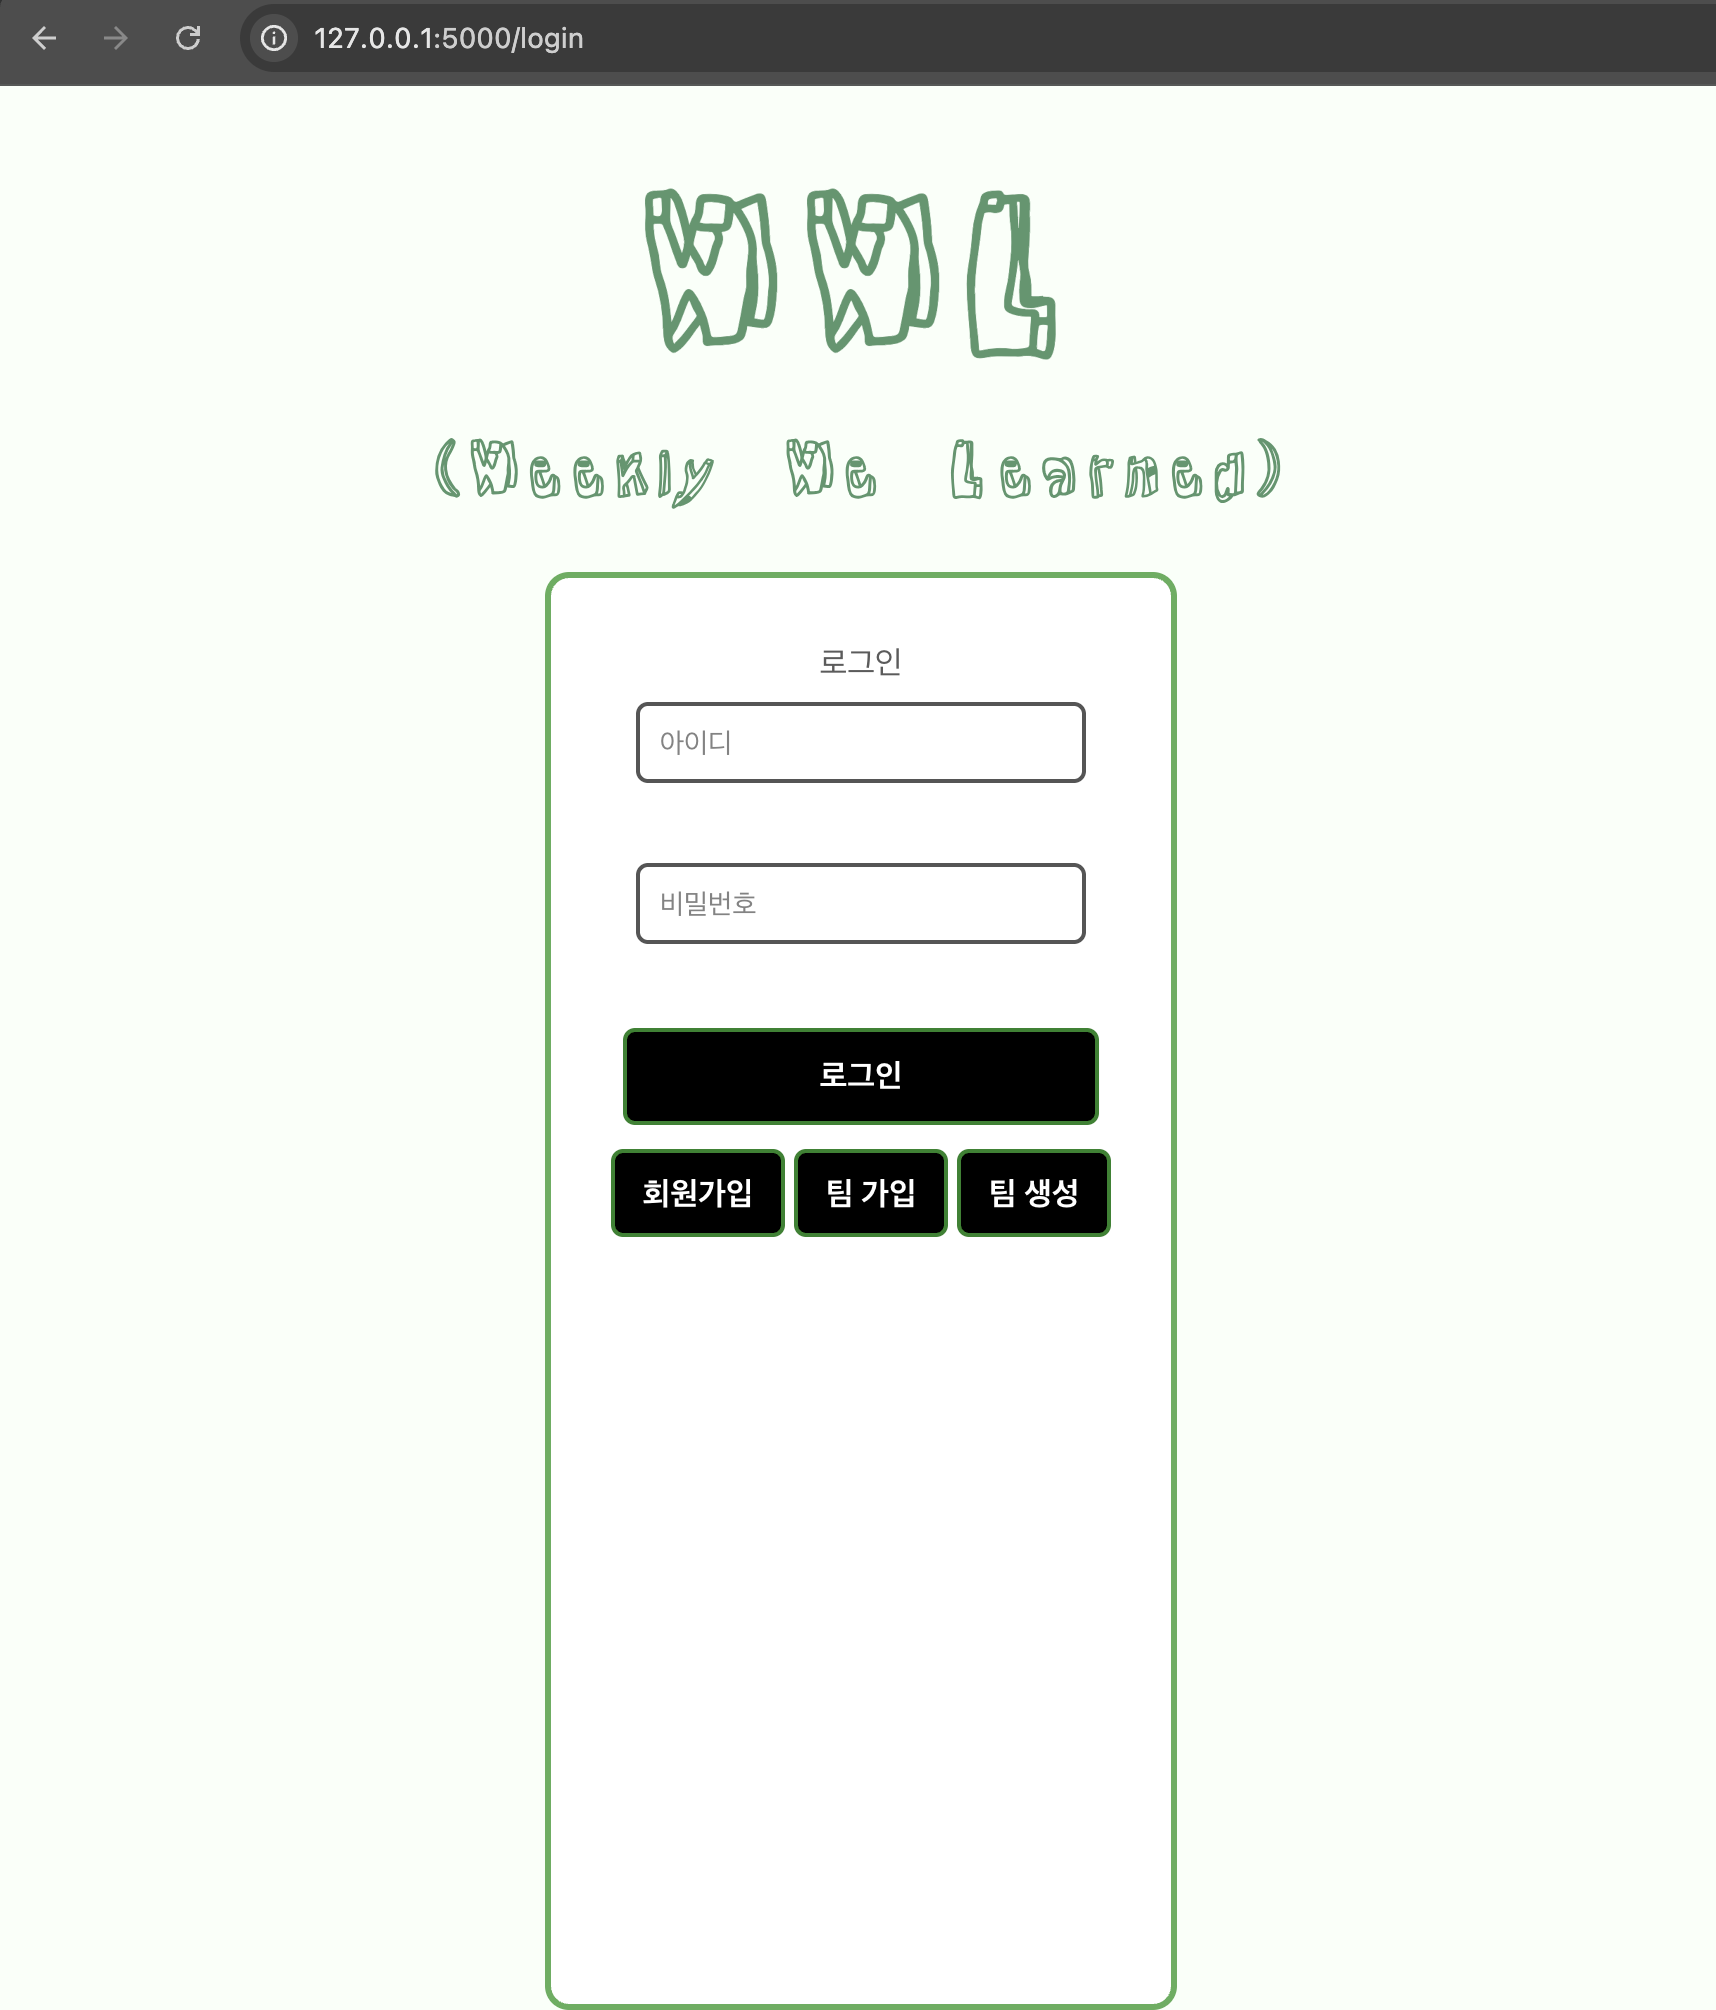 127.0.0.1:5000/login
WWL
(Weekly We Learned)
로그인
아이디
비밀번호
로그인
회원가입 팀 가입 팀 생성